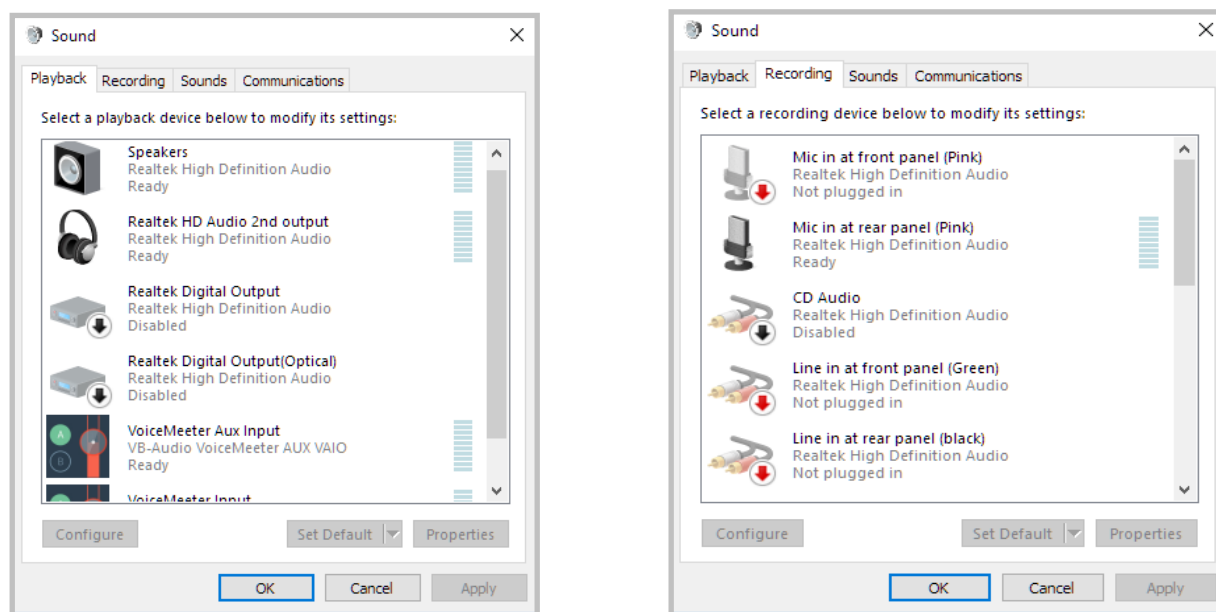 Sound
Playback Recording Sounds Communications
Select a playback device below to modify its settings:
Speakers
Realtek High Definition Audio
Ready
Realtek HD Audio 2nd output
Realtek High Definition Audio
Ready
Realtek Digital Output
Realtek High Definition Audio
Disabled
Realtek Digital Output(Optical)
Realtek High Definition Audio
Disabled
A
B
VoiceMeeter Aux Input
VB-Audio VoiceMeeter AUX VAIO
Ready
VoiceMeeter Input
Configure Set Default Properties
OK Cancel Apply
Sound
Playback Recording Sounds Communications
Select a recording device below to modify its settings:
Mic in at front panel (Pink)
Realtek High Definition Audio
Not plugged in
Mic in at rear panel (Pink)
Realtek High Definition Audio
Ready
CD Audio
Realtek High Definition Audio
Disabled
Line in at front panel (Green)
Realtek High Definition Audio
Not plugged in
Line in at rear panel (black)
Realtek High Definition Audio
Not plugged in
Configure Set Default Properties
OK Cancel Apply